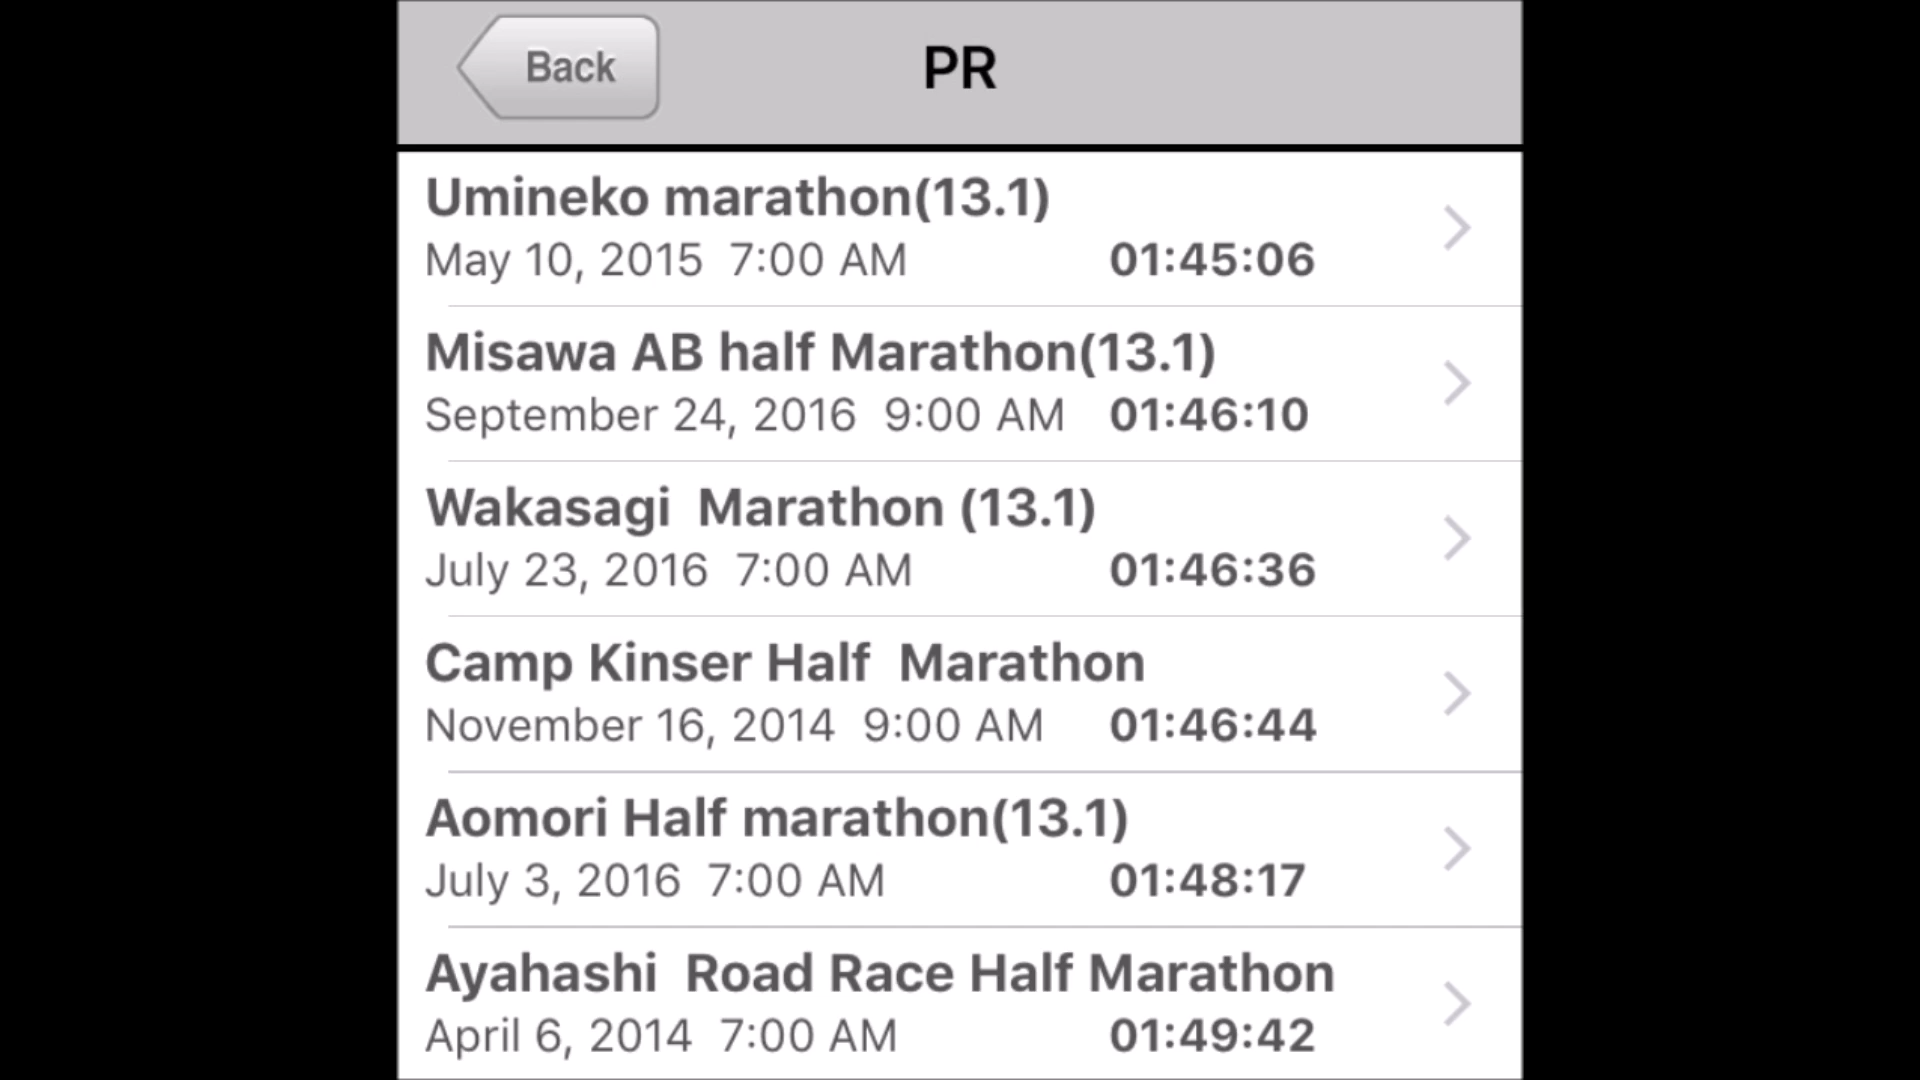 Back
PR
Umineko marathon(13.1)
May 10, 2015  7:00 AM 01:45:06
Misawa AB half Marathon(13.1)
September 24, 2016  9:00 AM 01:46:10
Wakasagi  Marathon (13.1)
July 23, 2016  7:00 AM 01:46:36
Camp Kinser Half  Marathon
November 16, 2014  9:00 AM 01:46:44
Aomori Half marathon(13.1)
July 3, 2016  7:00 AM 01:48:17
Ayahashi  Road Race Half Marathon
April 6, 2014  7:00 AM 01:49:42